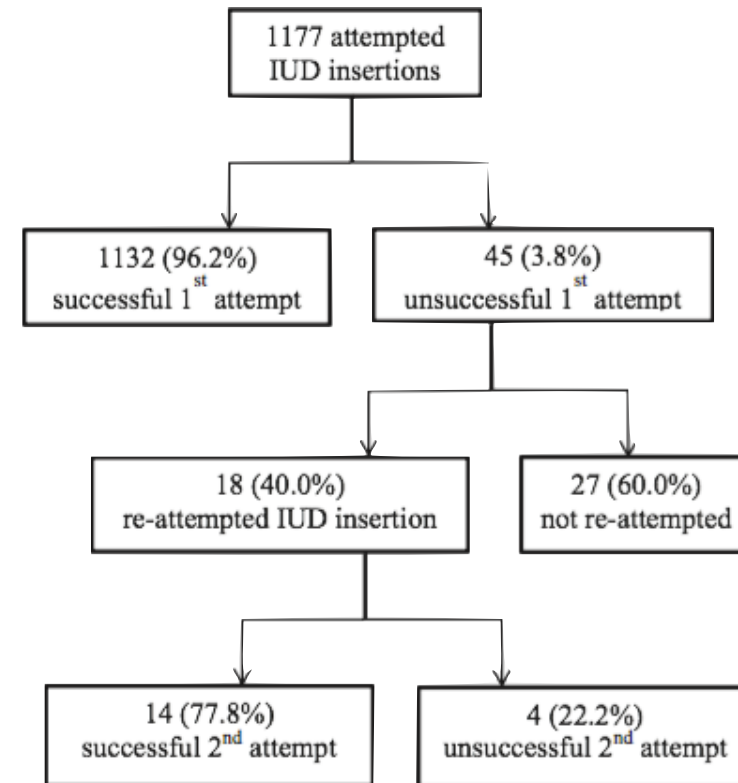 1177 attempted
IUD insertions
1132 (96.2%)
successful 1st attempt
45 (3.8%)
unsuccessful 1st attempt
18 (40.0%)
re-attempted IUD insertion
27 (60.0%)
not re-attempted
14 (77.8%)
successful 2nd attempt
4 (22.2%)
unsuccessful 2nd attempt